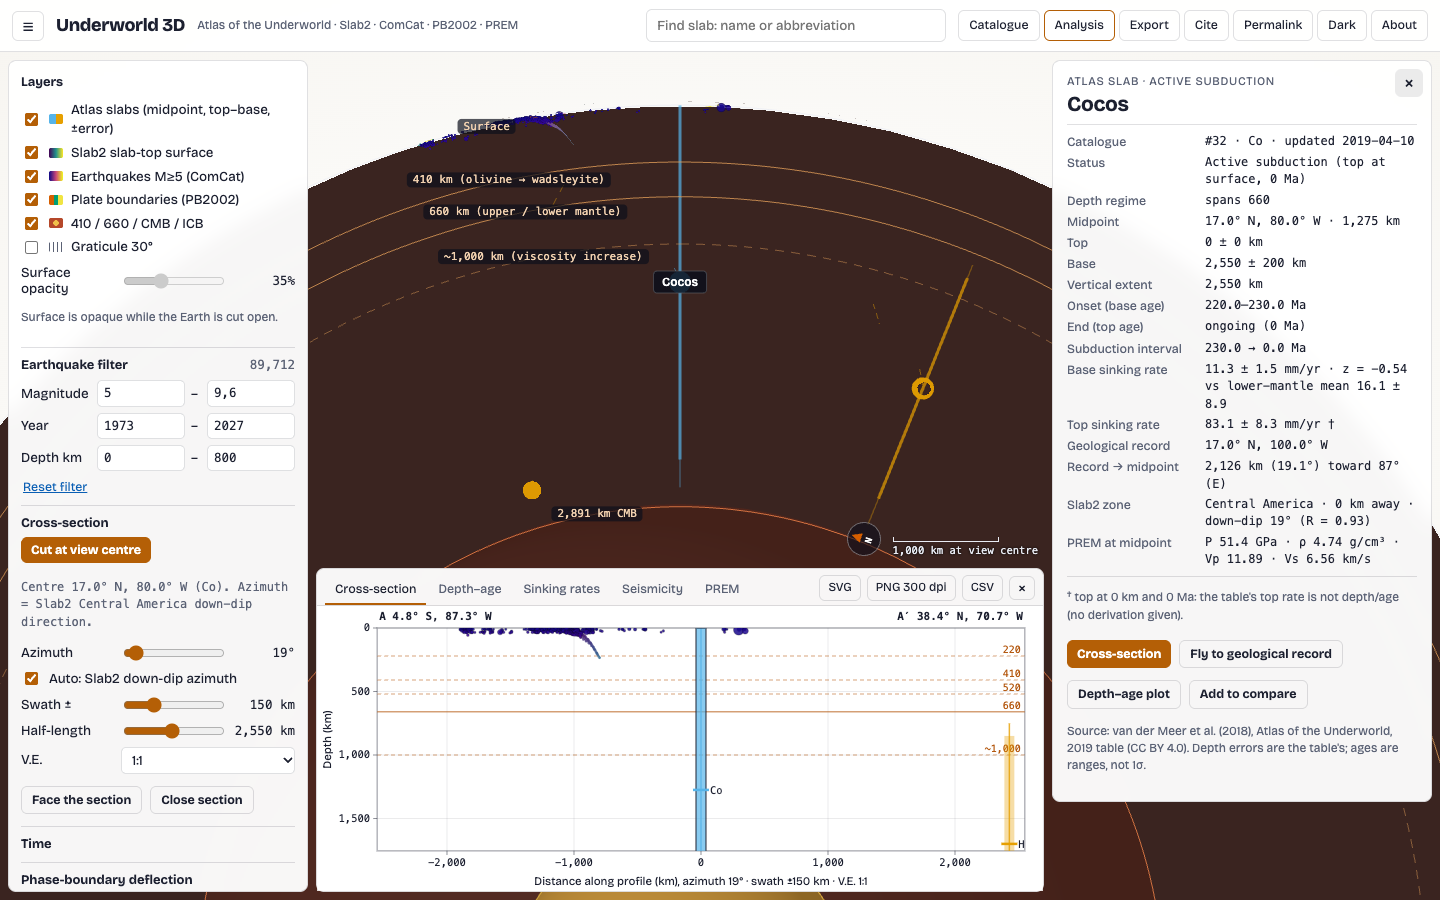 ☰ Underworld 3D Atlas of the Underworld · Slab2 · ComCat · PB2002 · PREM Find slab: name or abbreviation Catalogue Analysis Export Cite Permalink Dark About
Layers
Atlas slabs (midpoint, top–base,
±error)
Slab2 slab-top surface
Earthquakes M≥5 (ComCat)
Plate boundaries (PB2002)
410 / 660 / CMB / ICB
Graticule 30°
Surface
opacity 35%
Surface is opaque while the Earth is cut open.
Earthquake filter 89,712
Magnitude 5 – 9,6
Year 1973 – 2027
Depth km 0 – 800
Reset filter
Cross-section
Cut at view centre
Centre 17.0° N, 80.0° W (Co). Azimuth
= Slab2 Central America down-dip
direction.
Azimuth 19°
Auto: Slab2 down-dip azimuth
Swath ± 150 km
Half-length 2,550 km
V.E. 1:1
Face the section Close section
Time
Phase-boundary deflection
Surface
410 km (olivine → wadsleyite)
660 km (upper / lower mantle)
~1,000 km (viscosity increase)
Cocos
2,891 km CMB
N
1,000 km at view centre
Cross-section Depth–age Sinking rates Seismicity PREM SVG PNG 300 dpi CSV ×
A 4.8° S, 87.3° W A′ 38.4° N, 70.7° W
0
220
410
500
520
660
1,000
~1,000
Co
1,500
H
−2,000 −1,000 0 1,000 2,000
Depth (km)
Distance along profile (km), azimuth 19° · swath ±150 km · V.E. 1:1
ATLAS SLAB · ACTIVE SUBDUCTION ×
Cocos
Catalogue #32 · Co · updated 2019-04-10
Status Active subduction (top at
surface, 0 Ma)
Depth regime spans 660
Midpoint 17.0° N, 80.0° W · 1,275 km
Top 0 ± 0 km
Base 2,550 ± 200 km
Vertical extent 2,550 km
Onset (base age) 220.0–230.0 Ma
End (top age) ongoing (0 Ma)
Subduction interval 230.0 → 0.0 Ma
Base sinking rate 11.3 ± 1.5 mm/yr · z = −0.54
vs lower-mantle mean 16.1 ±
8.9
Top sinking rate 83.1 ± 8.3 mm/yr †
Geological record 17.0° N, 100.0° W
Record → midpoint 2,126 km (19.1°) toward 87°
(E)
Slab2 zone Central America · 0 km away ·
down-dip 19° (R = 0.93)
PREM at midpoint P 51.4 GPa · ρ 4.74 g/cm³ ·
Vp 11.89 · Vs 6.56 km/s
† top at 0 km and 0 Ma: the table's top rate is not depth/age
(no derivation given).
Cross-section Fly to geological record
Depth–age plot Add to compare
Source: van der Meer et al. (2018), Atlas of the Underworld,
2019 table (CC BY 4.0). Depth errors are the table's; ages are
ranges, not 1σ.